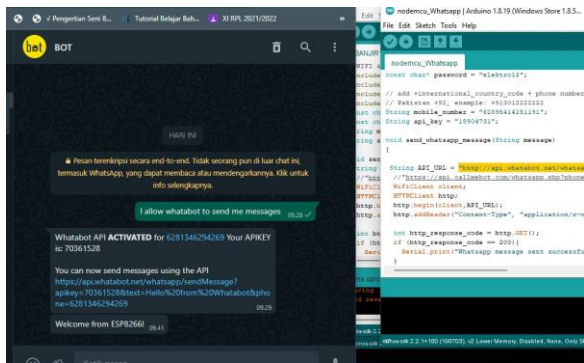 √ Pengertian Seni B...
Tutorial Belajar Bah...
XI RPL 2021/2022
»
bot
BOT
HARI INI
Pesan terenkripsi secara end-to-end. Tidak seorang pun di luar chat ini,
termasuk WhatsApp, yang dapat membaca atau mendengarkannya. Klik untuk
info selengkapnya.
I allow whatabot to send me messages 09.28
Whatabot API ACTIVATED for 6281346294269 Your APIKEY
is: 70361528
You can now send messages using the API
https://api.whatabot.net/whatsapp/sendMessage?
apikey=70361528&text=Hello%20from%20Whatabot&pho
ne=6281346294269
09.29
Welcome from ESP8266! 09.41
nodemcu_Whatsapp | Arduino 1.8.19 (Windows Store 1.8.5...
File Edit Sketch Tools Help
nodemcu_Whatsapp
const char* password =
// add +international_country_code + phone number
// Pakistan +92, example: +913012222222
String mobile_number = "62895414251191";
String api_key = "18904731";
void send_whatsapp_message(String message)
{
String API_URL = "http://api.whatabot.net/whatsa
//"https://api.callmebot.com/whatsapp.php?phone
WiFiClient client;
HTTPClient http;
http.begin(client,API_URL);
http.addHeader("Content-Type", "application/x-w
int http_response_code = http.GET();
if (http_response_code == 200){
Serial.print("Whatsapp message sent successfu
}